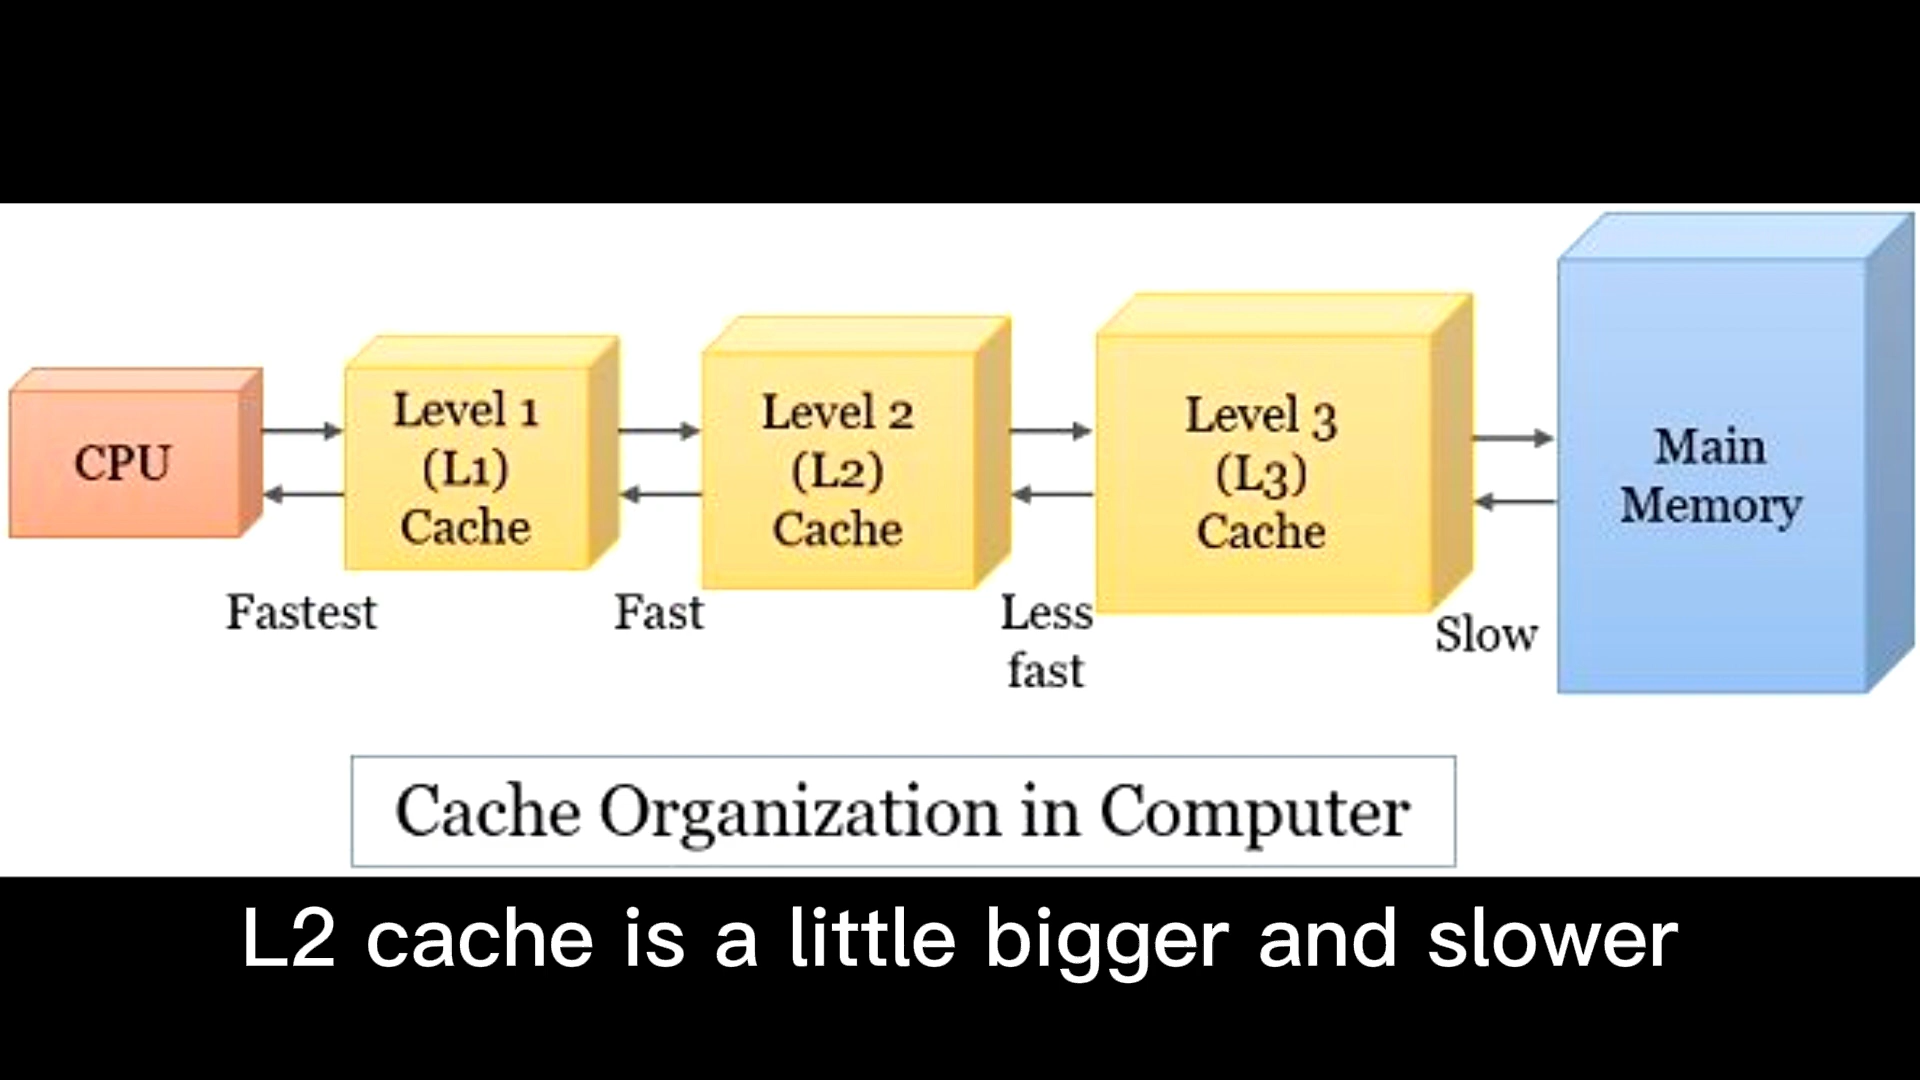 CPU
Level 1
(L1)
Cache
Level 2
(L2)
Cache
Level 3
(L3)
Cache
Main
Memory
Fastest
Fast
Less
fast
Slow
Cache Organization in Computer
L2 cache is a little bigger and slower